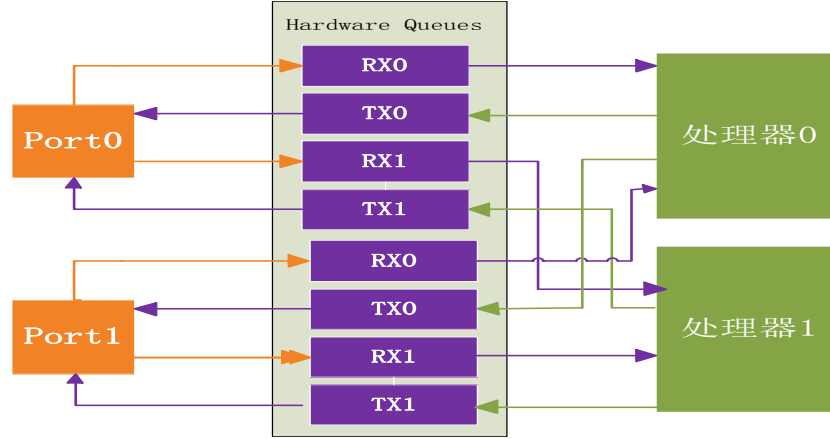 Hardware Queues
RX0
TX0
Port0
RX1
TX1
处理器0
RX0
TX0
Port1
RX1
TX1
处理器1